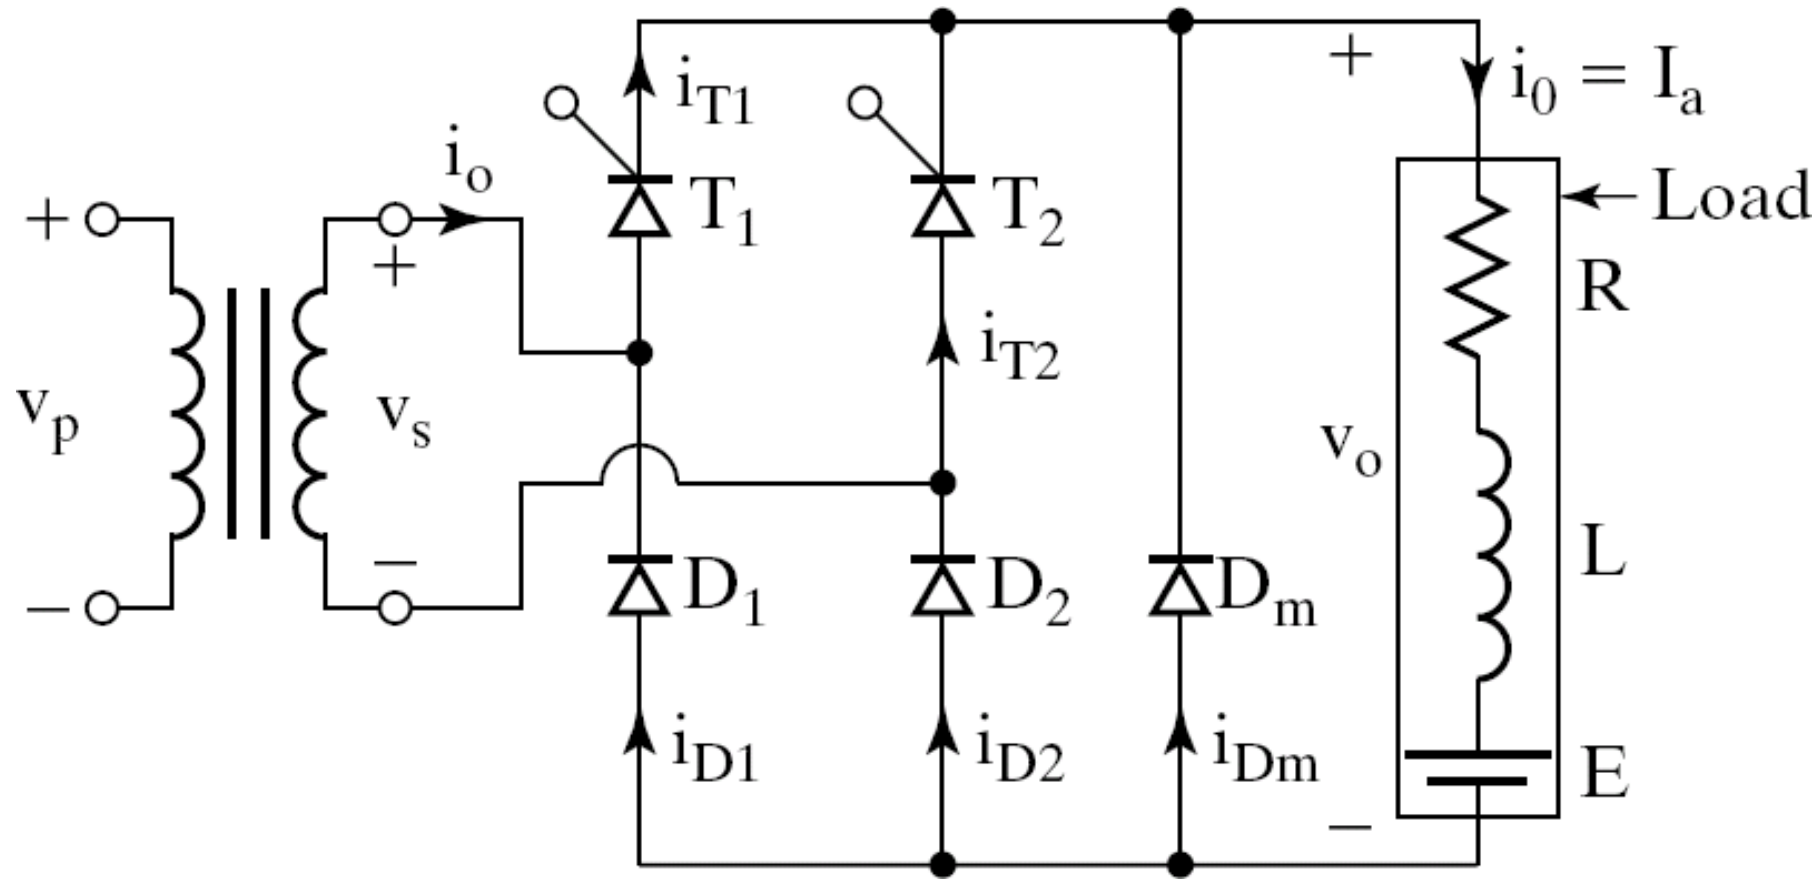 +
i_T1
i_0 = I_a
i_o
T_1
T_2
Load
+
+
R
i_T2
v_p
v_s
v_o
L
−
−
D_1
D_2
D_m
i_D1
i_D2
i_Dm
E
−